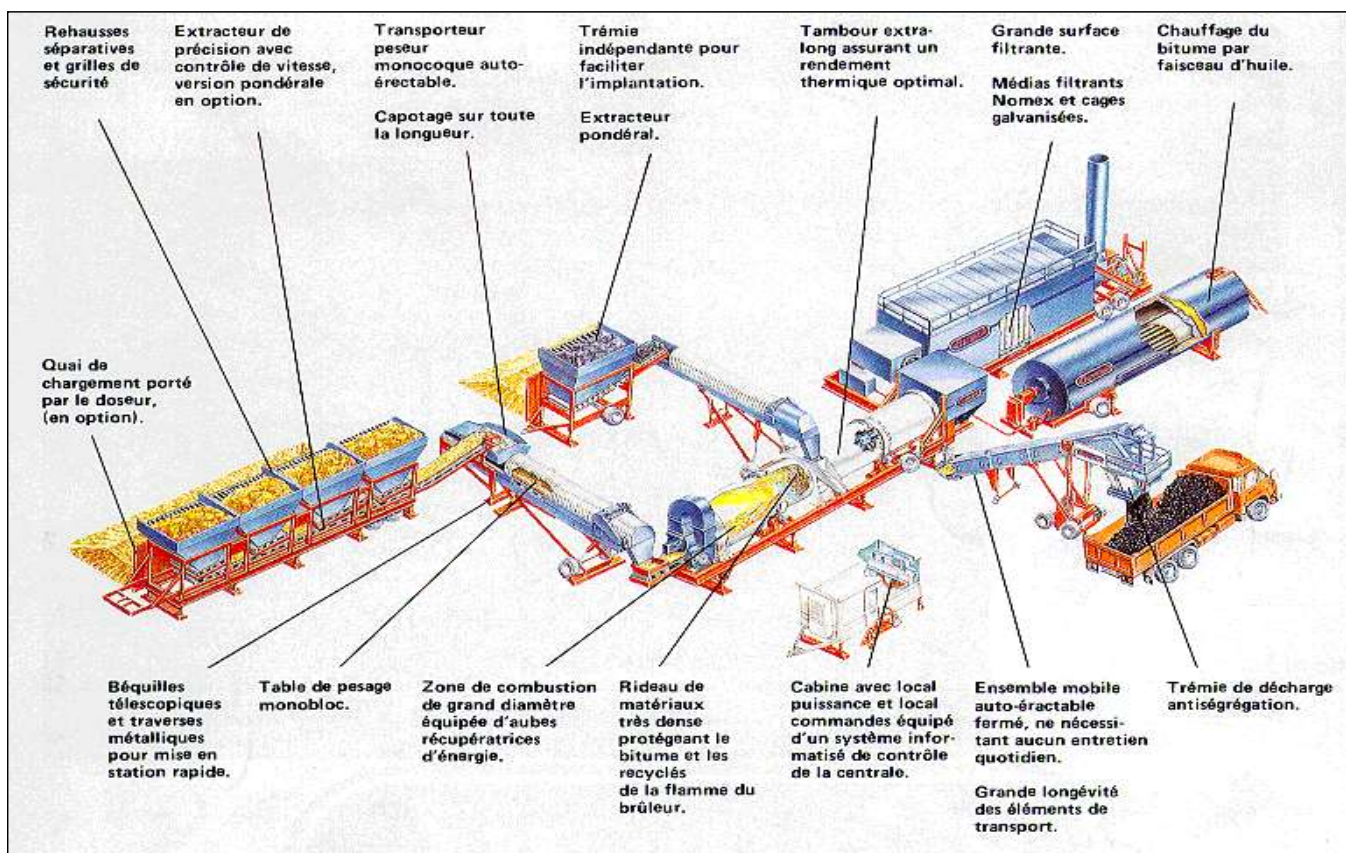 Rehausses
séparatives
et grilles de
sécurité
Extracteur de
précision avec
contrôle de vitesse,
version pondérale
en option.
Transporteur
peseur
monocoque auto-
érectable.
Capotage sur toute
la longueur.
Trémie
indépendante pour
faciliter
l'implantation.
Extracteur
pondéral.
Tambour extra-
long assurant un
rendement
thermique optimal.
Grande surface
filtrante.
Médias filtrants
Nomex et cages
galvanisées.
Chauffage du
bitume par
faisceau d'huile.
Quai de
chargement porté
par le doseur,
(en option).
Béquilles
télescopiques
et traverses
métalliques
pour mise en
station rapide.
Table de pesage
monobloc.
Zone de combustion
de grand diamètre
équipée d'aubes
récupératrices
d'énergie.
Rideau de
matériaux
très dense
protégeant le
bitume et les
recyclés
de la flamme du
brûleur.
Cabine avec local
puissance et local
commandes équipé
d'un système infor-
matisé de contrôle
de la centrale.
Ensemble mobile
auto-éractable
fermé, ne nécessi-
tant aucun entretien
quotidien.
Grande longévité
des éléments de
transport.
Trémie de décharge
antiségrégation.